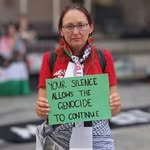 YOUR SILENCE
ALLOWS THE
GENOCIDE
TO CONTINUE